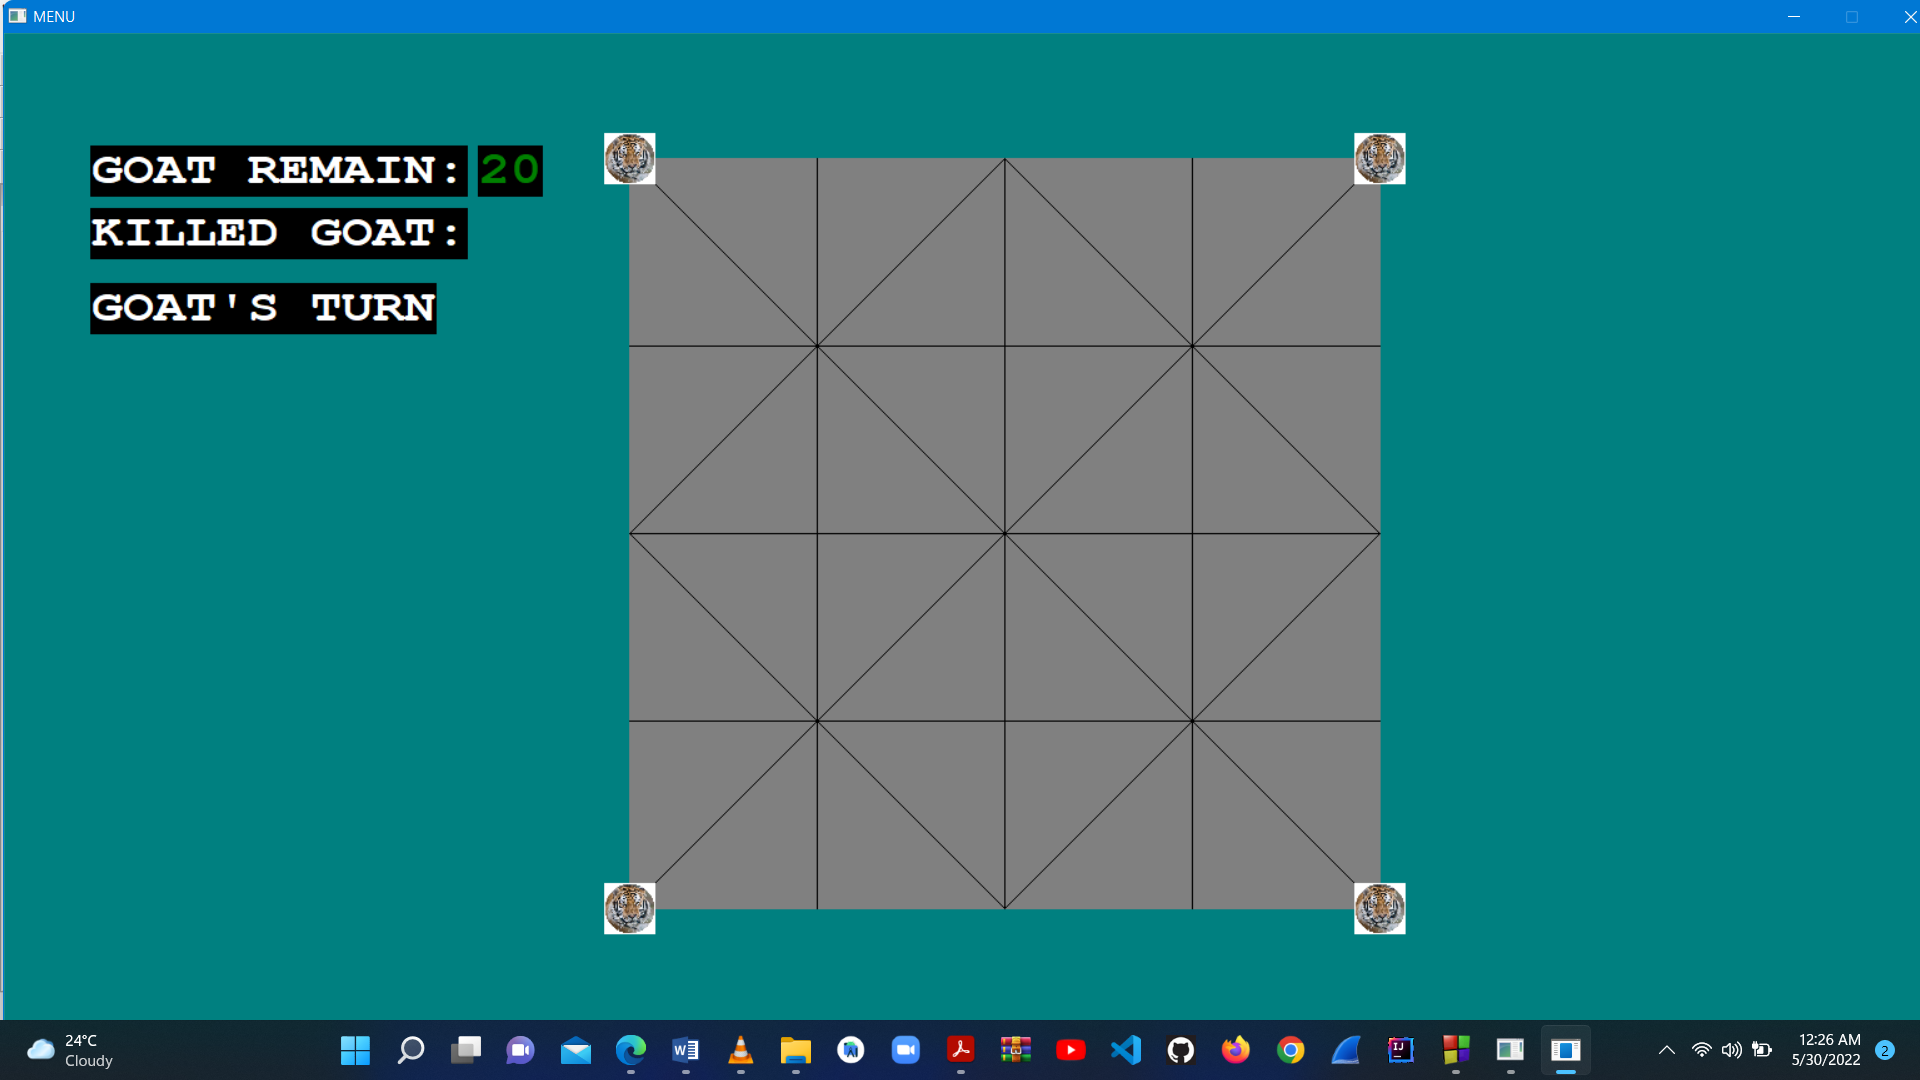 MENU
GOAT REMAIN: 20
KILLED GOAT:
GOAT'S TURN
24°C
Cloudy
12:26 AM
5/30/2022
2